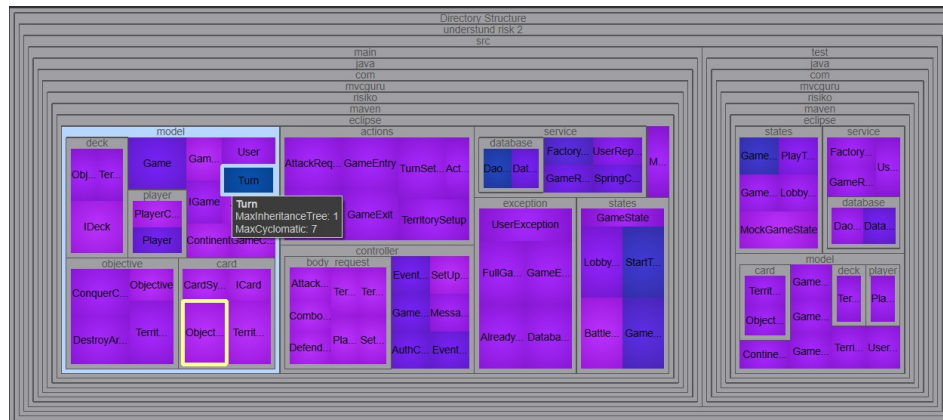 Directory Structure
understund risk 2
src
main
test
java
java
com
com
mvcguru
mvcguru
risiko
risiko
maven
maven
eclipse
eclipse
model
actions
service
states
service
deck
Obj... Ter...
IDeck
Game
Gam...
User
Turn
player
PlayerC...
Player
IGame
ContinentGameC...
Turn
MaxInheritanceTree: 1
MaxCyclomatic: 7
AttackReq... GameEntry TurnSet... Act...
GameExit TerritorySetup
database
Dao... Dat...
Factory... UserRep...
GameR... SpringC...
M...
objective
ConquerC... Objective
DestroyAr... Territ...
card
CardSy... ICard
Object... Territ...
controller
body_request
Attack... Ter... Ter...
Combo...
Defend... Pla... Set...
Event... SetUp...
Game... Messa...
AuthC... Event...
exception
UserException
FullGa... GameE...
Already... Databa...
states
GameState
Lobby... StartT...
Battle... Game...
Game... PlayT...
Game... Lobby...
MockGameState
Factory... Us...
GameR...
database
Dao... Data...
model
card
Territ...
Object...
Game...
Game...
deck
Ter...
player
Pla...
Contine... Game... Terri... User...